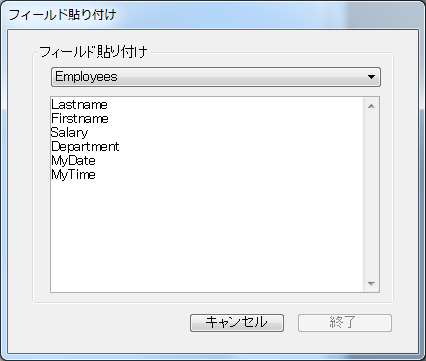 フィールド貼り付け
フィールド貼り付け
Employees
Lastname
Firstname
Salary
Department
MyDate
MyTime
キャンセル 終了